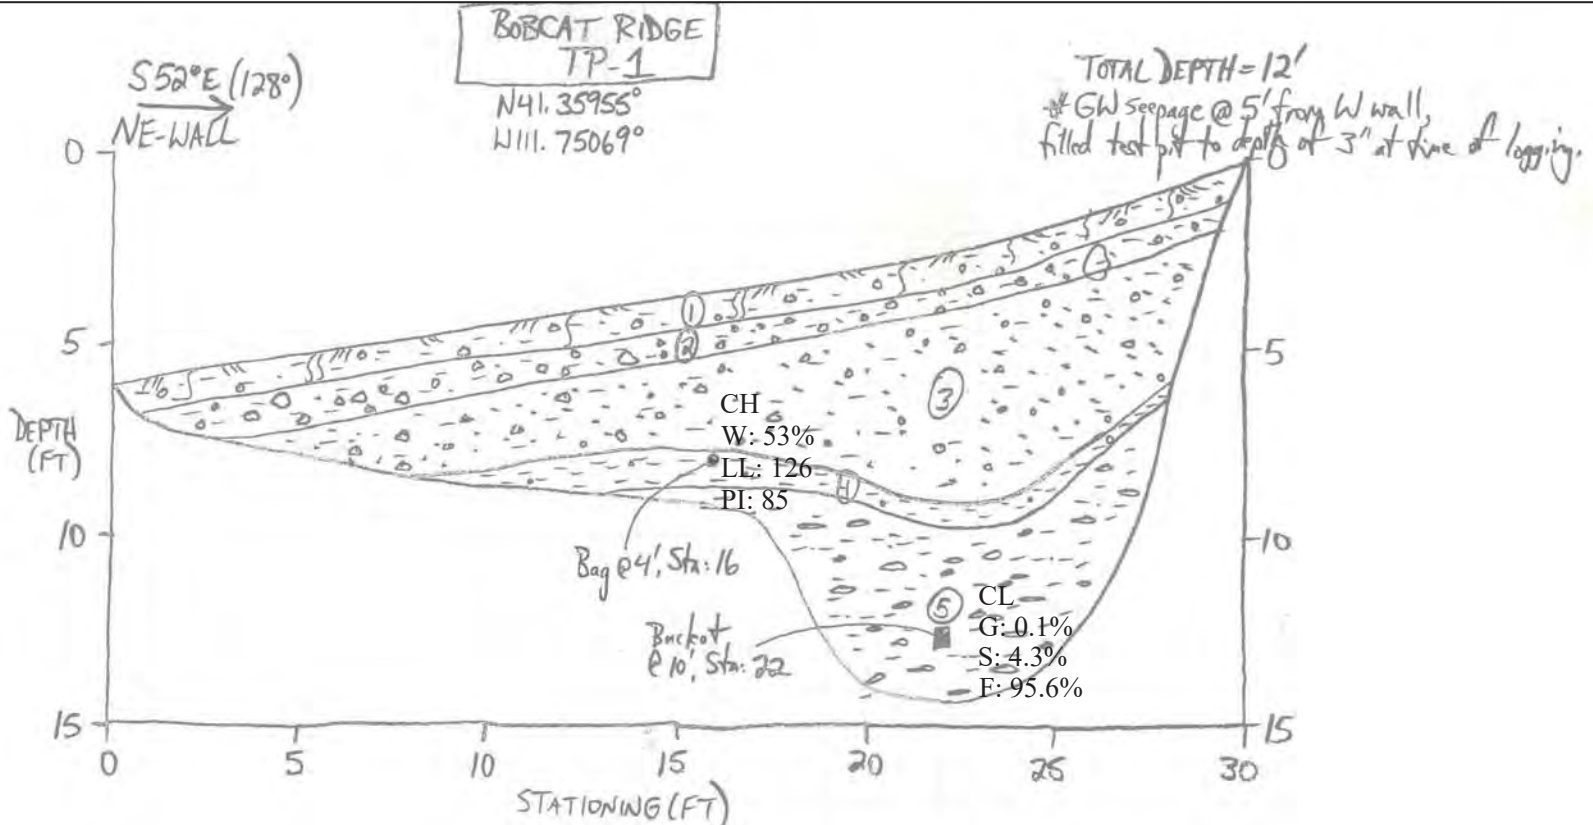 BOBCAT RIDGE
TP-1
N41.35955°
W111.75069°
S52°E (128°)
NE-WALL
TOTAL DEPTH = 12'
* GW seepage @ 5' from W wall,
filled test pit to depth of 3" at time of logging.
0
5
10
15
DEPTH
(FT)
0
5
10
15
1
2
3
4
5
CH
W: 53%
LL: 126
PI: 85
Bag @ 4', Sta: 16
CL
G: 0.1%
S: 4.3%
F: 95.6%
Bucket
@ 10', Sta: 22
0 5 10 15 20 25 30
STATIONING (FT)